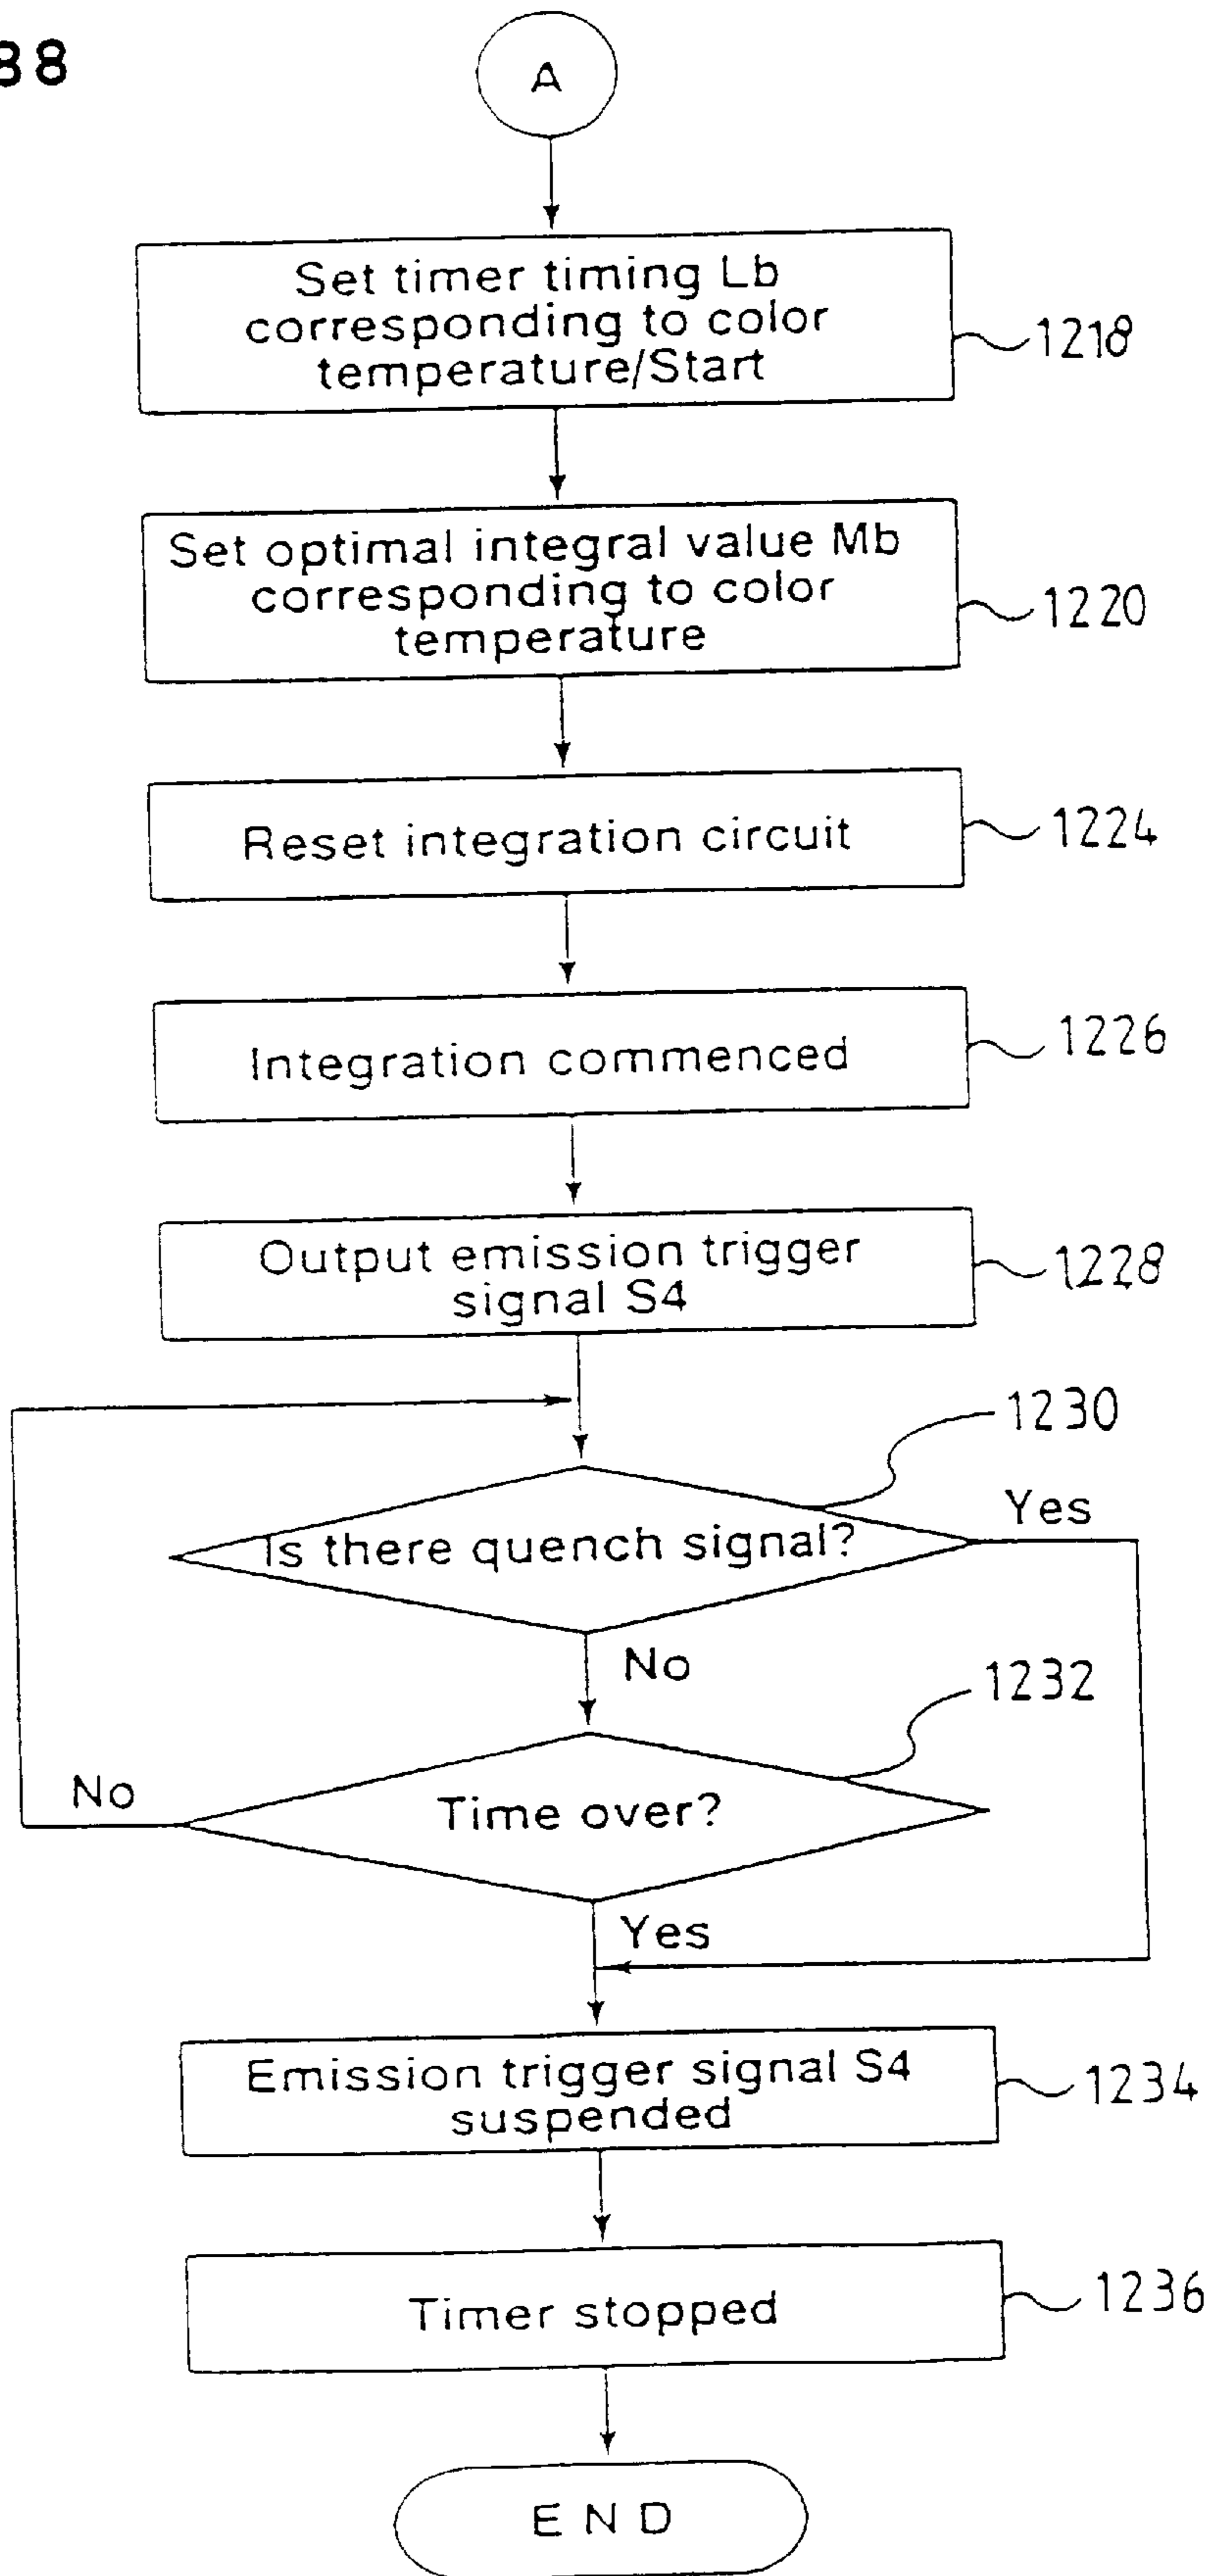 88
A
Set timer timing Lb
corresponding to color
temperature/Start
1218
Set optimal integral value Mb
corresponding to color
temperature
1220
Reset integration circuit
1224
Integration commenced
1226
Output emission trigger
signal S4
1228
1230
Is there quench signal?
Yes
No
1232
Time over?
No
Yes
Emission trigger signal S4
suspended
1234
Timer stopped
1236
END